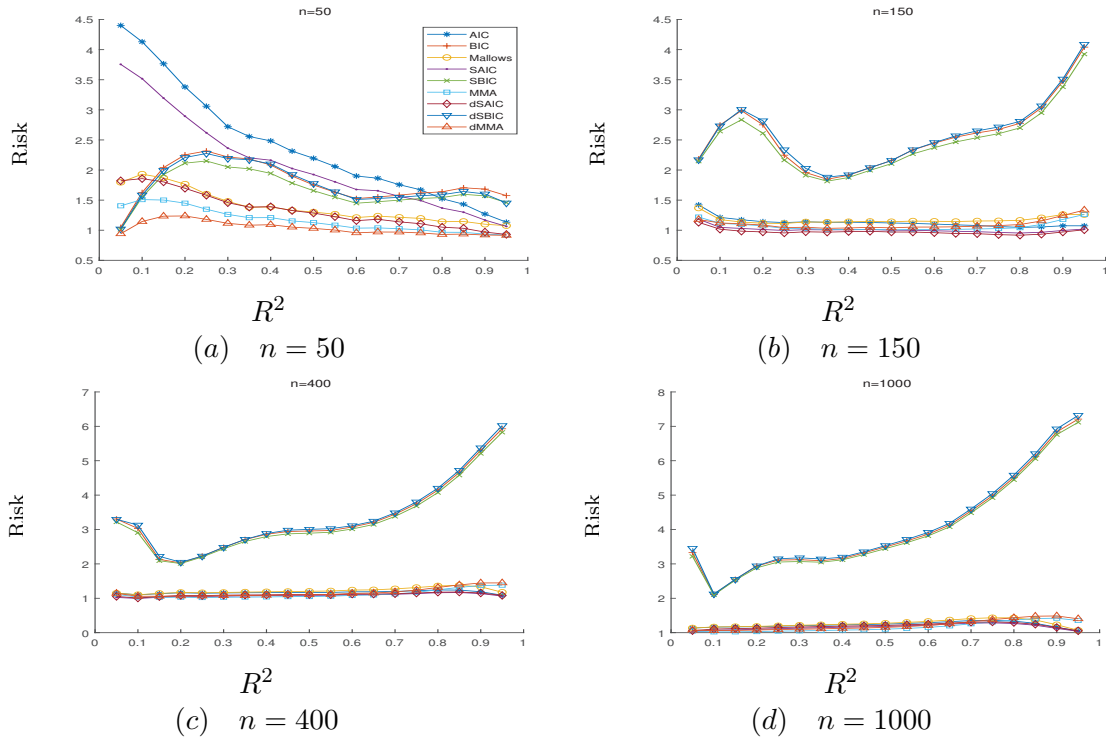 n=50
4.5
4
3.5
3
2.5
2
1.5
1
0.5
Risk
AIC
BIC
Mallows
SAIC
SBIC
MMA
dSAIC
dSBIC
dMMA
0 0.1 0.2 0.3 0.4 0.5 0.6 0.7 0.8 0.9 1
R²
(a) n = 50
n=150
4.5
4
3.5
3
2.5
2
1.5
1
0.5
Risk
0 0.1 0.2 0.3 0.4 0.5 0.6 0.7 0.8 0.9 1
R²
(b) n = 150
n=400
7
6
5
4
3
2
1
0
Risk
0 0.1 0.2 0.3 0.4 0.5 0.6 0.7 0.8 0.9 1
R²
(c) n = 400
n=1000
8
7
6
5
4
3
2
1
Risk
0 0.1 0.2 0.3 0.4 0.5 0.6 0.7 0.8 0.9 1
R²
(d) n = 1000